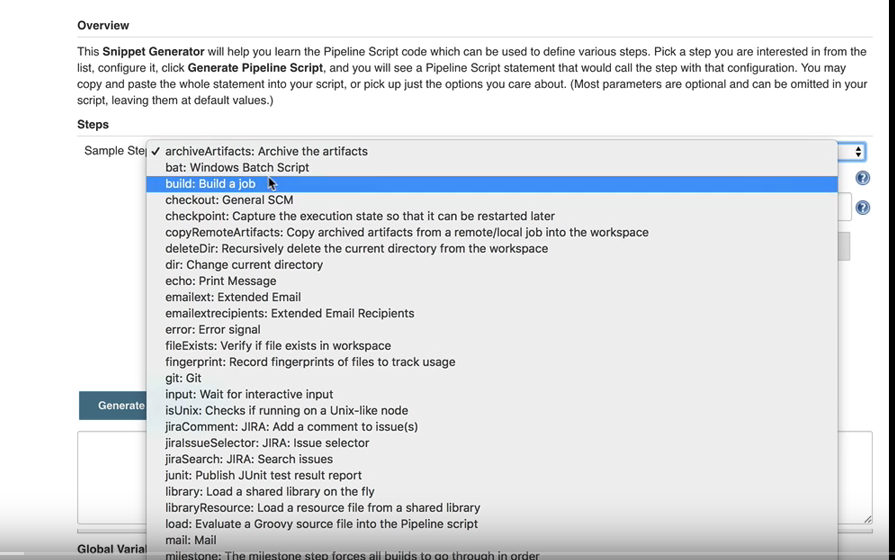 Overview
This Snippet Generator will help you learn the Pipeline Script code which can be used to define various steps. Pick a step you are interested in from the
list, configure it, click Generate Pipeline Script, and you will see a Pipeline Script statement that would call the step with that configuration. You may
copy and paste the whole statement into your script, or pick up just the options you care about. (Most parameters are optional and can be omitted in your
script, leaving them at default values.)
Steps
Sample Step
✓ archiveArtifacts: Archive the artifacts
bat: Windows Batch Script
build: Build a job
checkout: General SCM
checkpoint: Capture the execution state so that it can be restarted later
copyRemoteArtifacts: Copy archived artifacts from a remote/local job into the workspace
deleteDir: Recursively delete the current directory from the workspace
dir: Change current directory
echo: Print Message
emailext: Extended Email
emailextrecipients: Extended Email Recipients
error: Error signal
fileExists: Verify if file exists in workspace
fingerprint: Record fingerprints of files to track usage
git: Git
input: Wait for interactive input
Generate
isUnix: Checks if running on a Unix-like node
jiraComment: JIRA: Add a comment to issue(s)
jiraIssueSelector: JIRA: Issue selector
jiraSearch: JIRA: Search issues
junit: Publish JUnit test result report
library: Load a shared library on the fly
libraryResource: Load a resource file from a shared library
load: Evaluate a Groovy source file into the Pipeline script
mail: Mail
Global Varia
milestone: The milestone step forces all builds to go through in order